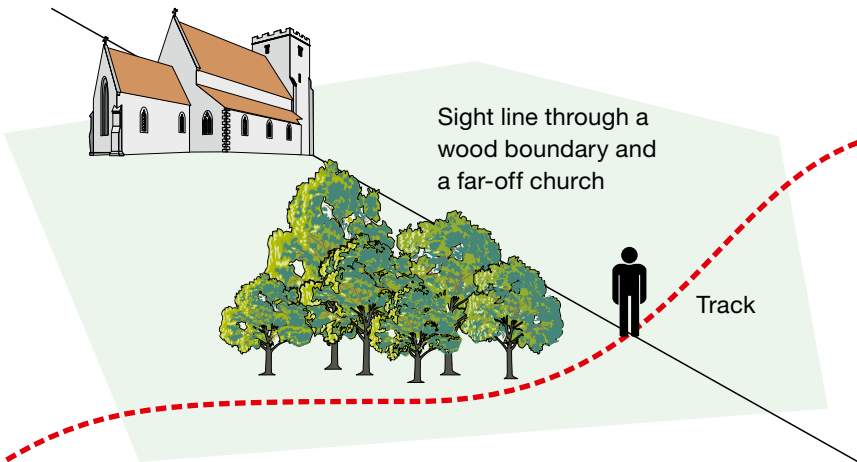 Sight line through a
wood boundary and
a far-off church
Track